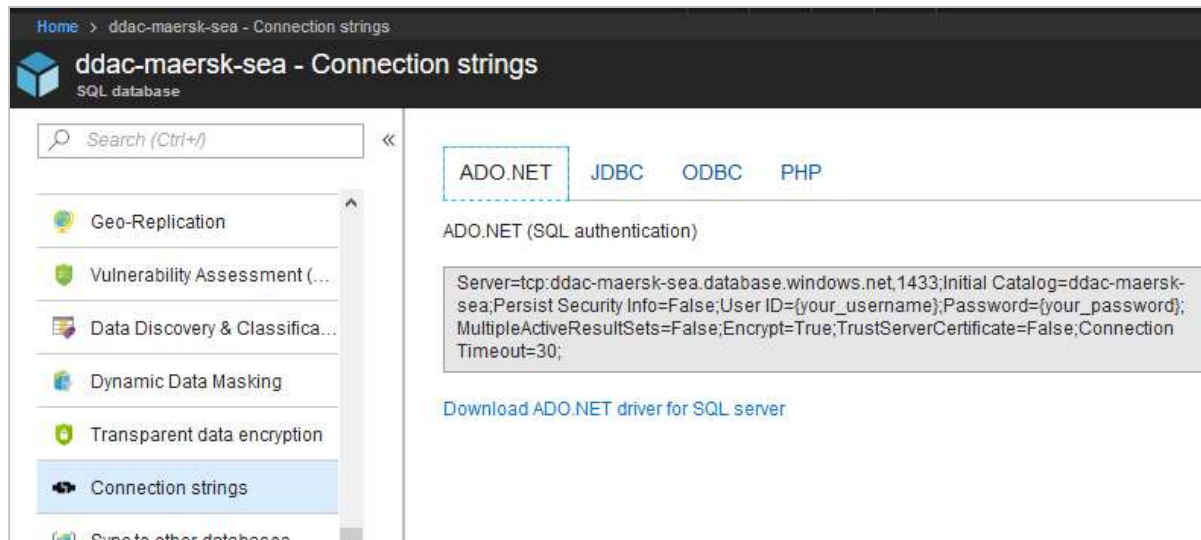 Home > ddac-maersk-sea - Connection strings
ddac-maersk-sea - Connection strings
SQL database
Search (Ctrl+/)
«
Geo-Replication
Vulnerability Assessment (...
Data Discovery & Classifica...
Dynamic Data Masking
Transparent data encryption
Connection strings
Sync to other databases
ADO.NET JDBC ODBC PHP
ADO.NET (SQL authentication)
Server=tcp:ddac-maersk-sea.database.windows.net,1433;Initial Catalog=ddac-maersk-
sea;Persist Security Info=False;User ID={your_username};Password={your_password};
MultipleActiveResultSets=False;Encrypt=True;TrustServerCertificate=False;Connection
Timeout=30;
Download ADO.NET driver for SQL server